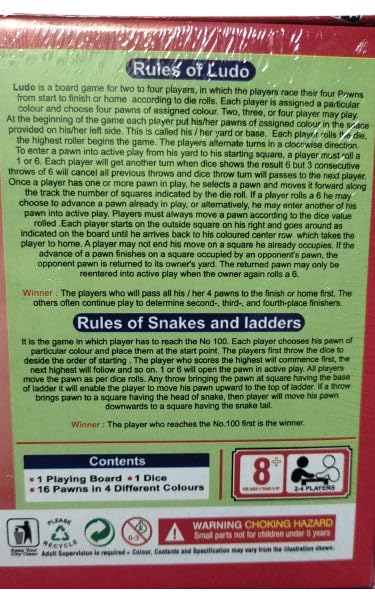 Rules of Ludo
Ludo is a board game for two to four players, in which the players race their four Pawns
from start to finish or home according to die rolls. Each player is assigned a particular
colour and choose four pawns of assigned colour. Two, three, or four player may play.
At the beginning of the game each player put his/her pawns of assigned colour in the space
provided on his/her left side. This is called his / her yard or base. Each player rolls the die,
the highest roller begins the game. The players alternate turns in a clockwise direction.
To enter a pawn into active play from his yard to his starting square, a player must roll a
1 or 6. Each player will get another turn when dice shows the result 6 but 3 consecutive
throws of 6 will cancel all previous throws and dice throw turn will passes to the next player.
Once a player has one or more pawn in play, he selects a pawn and moves it forward along
the track the number of squares indicated by the die roll. If a player rolls a 6 he may
choose to advance a pawn already in play, or alternatively, he may enter another of his
pawn into active play. Players must always move a pawn according to the dice value
rolled .Each player starts on the outside square on his right and goes around as
indicated on the board until he arrives back to his coloured center which takes the
player to home. A player may not end his move on a square he already occupies. If the
advance of a pawn finishes on a square occupied by an opponent's pawn, the
opponent pawn is returned to its owner's yard. The returned pawn may only be
reentered into active play when the owner again rolls a 6.
Winner : The players who will pass all his / her 4 pawns to the finish or home first. The
others often continue play to determine second-, third-, and fourth-place finishers.
Rules of Snakes and ladders
It is the game in which player has to reach the No 100. Each player chooses his pawn of
particular colour and place them at the start point. The players first throw the dice to
deside the order of starting . The player who scores the highest will commence first, the
next highest will follow and so on. 1 or 6 will open the pawn in active play. All players
move the pawn as per dice rolls. Any throw bringing the pawn at square having the base
of ladder it will enable the player to move his pawn upward to the top of ladder. If a throw
brings pawn to a square having the head of snake, then player will move his pawn
downwards to a square having the snake tail.
Winner : The player who reaches the No.100 first is the winner.
Contents
• 1 Playing Board • 1 Dice
• 16 Pawns in 4 Different Colours
8+
2-4 PLAYERS
PLEASE
RECYCLE
0-3
WARNING CHOKING HAZARD
Small parts not for children under 8 years
Keep Your
City Clean
Adult Supervision is required • Colour, Contents and Specification may vary from the illustration shown.